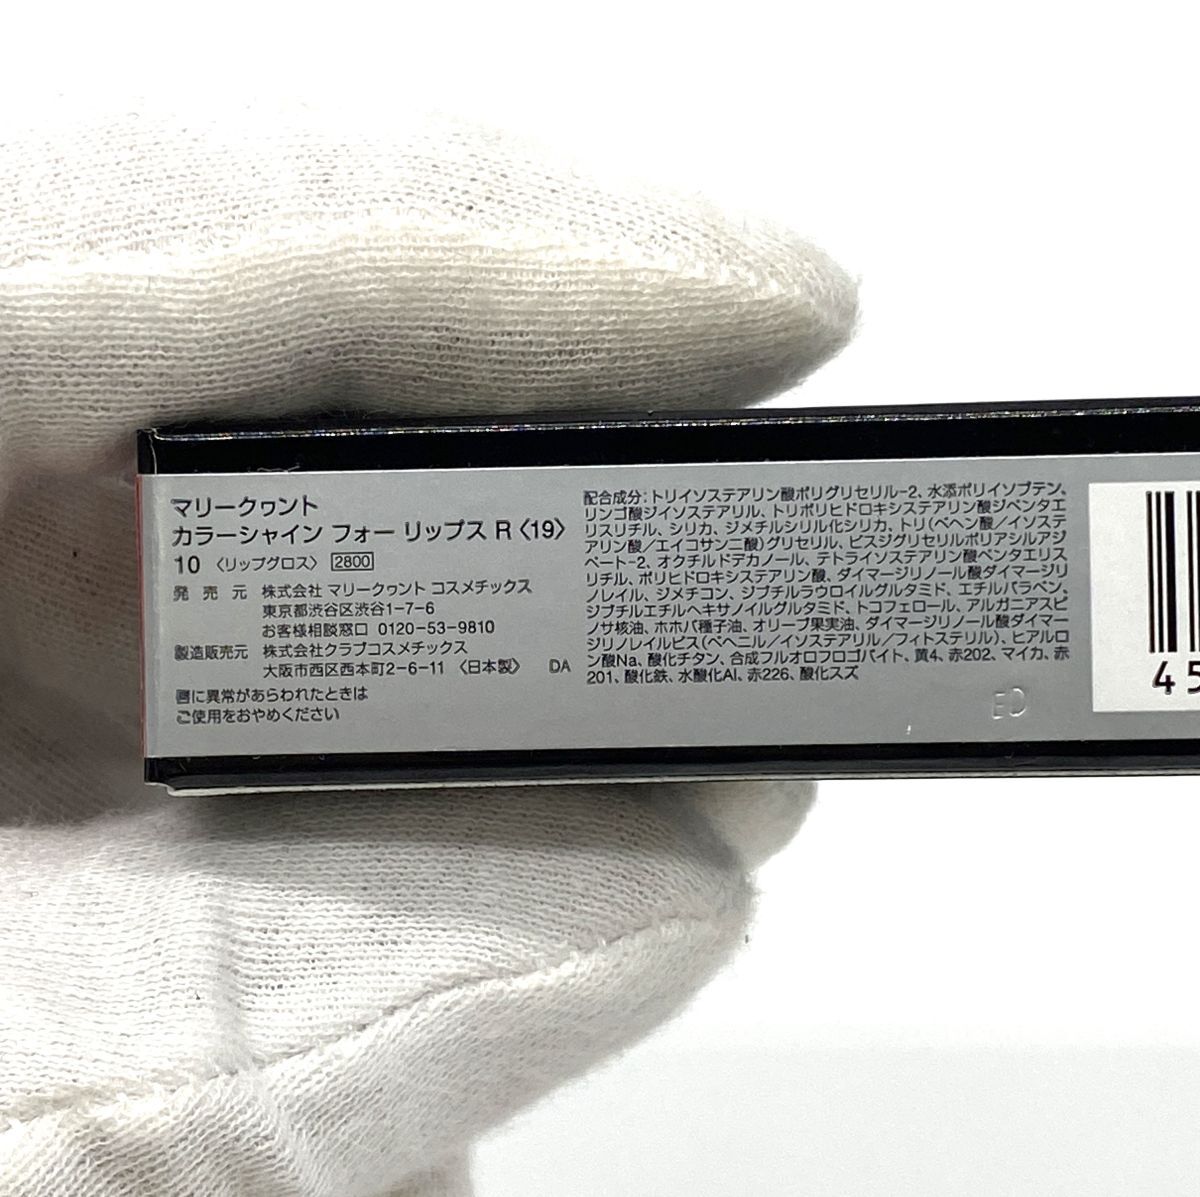 マリークヮント
カラーシャイン フォー リップス R〈19〉
10 〈リップグロス〉 2800
発 売 元 株式会社 マリークヮント コスメチックス
東京都渋谷区渋谷1-7-6
お客様相談窓口 0120-53-9810
製造販売元 株式会社クラブコスメチックス
大阪市西区西本町2-6-11 〈日本製〉 DA
唇に異常があらわれたときは
ご使用をおやめください
配合成分:トリイソステアリン酸ポリグリセリル-2、水添ポリイソブテン、
リンゴ酸ジイソステアリル、トリポリヒドロキシステアリン酸ジペンタエ
リスリチル、シリカ、ジメチルシリル化シリカ、トリ(ベヘン酸/イソステ
アリン酸/エイコサン二酸)グリセリル、ビスジグリセリルポリアシルアジ
ペート-2、オクチルドデカノール、テトライソステアリン酸ペンタエリス
リチル、ポリヒドロキシステアリン酸、ダイマージリノール酸ダイマージリ
ノレイル、ジメチコン、ジブチルラウロイルグルタミド、エチルパラベン、
ジブチルエチルヘキサノイルグルタミド、トコフェロール、アルガニアスピ
ノサ核油、ホホバ種子油、オリーブ果実油、ダイマージリノール酸ダイマー
ジリノレイルビス(ベヘニル/イソステアリル/フィトステリル)、ヒアルロ
ン酸Na、酸化チタン、合成フルオロフロゴパイト、黄4、赤202、マイカ、赤
201、酸化鉄、水酸化Al、赤226、酸化スズ
45